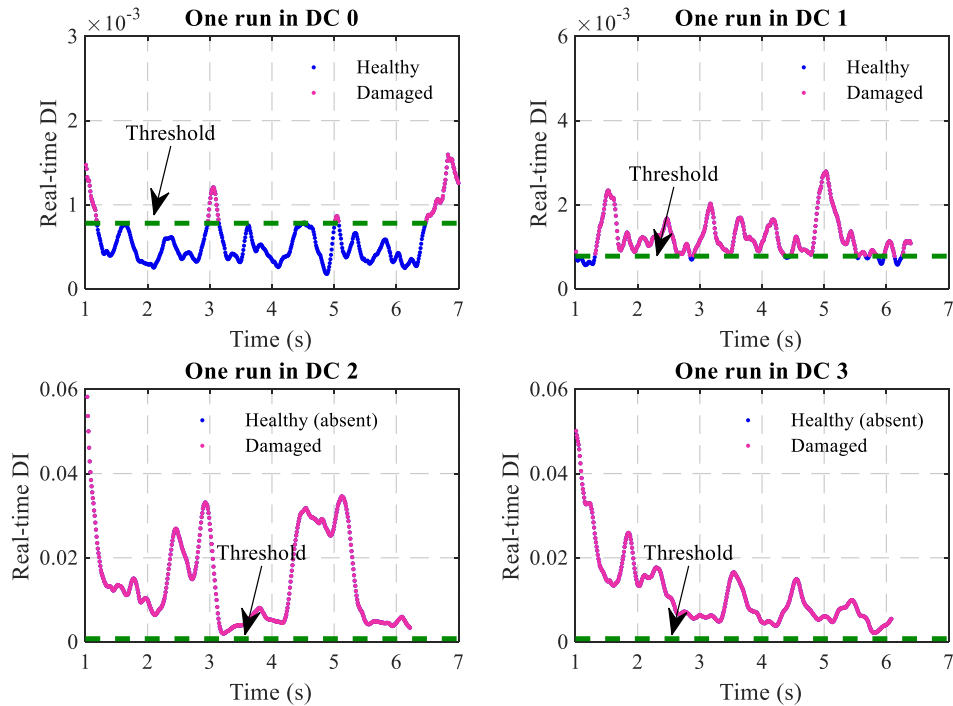 One run in DC 0
× 10⁻³
3
2
1
0
Real-time DI
Healthy
Damaged
Threshold
1 2 3 4 5 6 7
Time (s)
One run in DC 1
× 10⁻³
6
4
2
0
Real-time DI
Healthy
Damaged
Threshold
1 2 3 4 5 6 7
Time (s)
One run in DC 2
0.06
0.04
0.02
0
Real-time DI
Healthy (absent)
Damaged
Threshold
1 2 3 4 5 6 7
Time (s)
One run in DC 3
0.06
0.04
0.02
0
Real-time DI
Healthy (absent)
Damaged
Threshold
1 2 3 4 5 6 7
Time (s)